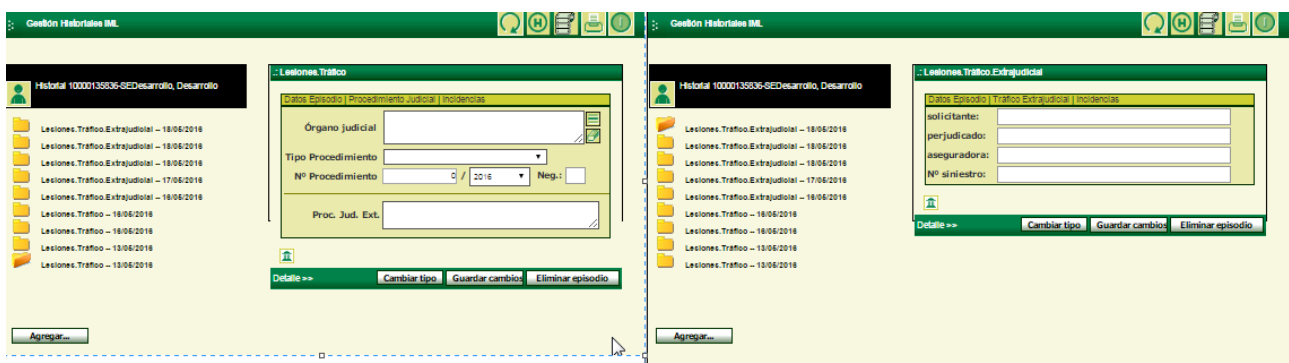 Gestión Historiales IML
Historial 10000135836-SEDesarrollo, Desarrollo
Lesiones.Tráfico.Extrajudicial – 18/05/2016
Lesiones.Tráfico.Extrajudicial – 18/05/2016
Lesiones.Tráfico.Extrajudicial – 18/05/2016
Lesiones.Tráfico.Extrajudicial – 17/05/2016
Lesiones.Tráfico.Extrajudicial – 16/05/2016
Lesiones.Tráfico – 16/05/2016
Lesiones.Tráfico – 16/05/2016
Lesiones.Tráfico – 13/05/2016
Lesiones.Tráfico – 13/05/2016
Agregar...
.: Lesiones.Tráfico
Datos Episodio | Procedimiento Judicial | Incidencias
Órgano judicial
Tipo Procedimiento
Nº Procedimiento 0 / 2016 Neg.:
Proc. Jud. Ext.
Detalle >> Cambiar tipo Guardar cambios Eliminar episodio
Gestión Historiales IML
Historial 10000135836-SEDesarrollo, Desarrollo
Lesiones.Tráfico.Extrajudicial – 18/05/2016
Lesiones.Tráfico.Extrajudicial – 18/05/2016
Lesiones.Tráfico.Extrajudicial – 18/05/2016
Lesiones.Tráfico.Extrajudicial – 17/05/2016
Lesiones.Tráfico.Extrajudicial – 16/05/2016
Lesiones.Tráfico – 16/05/2016
Lesiones.Tráfico – 16/05/2016
Lesiones.Tráfico – 13/05/2016
Lesiones.Tráfico – 13/05/2016
Agregar...
.: Lesiones.Tráfico.Extrajudicial
Datos Episodio | Tráfico Extrajudicial | Incidencias
solicitante:
perjudicado:
aseguradora:
Nº siniestro:
Detalle >> Cambiar tipo Guardar cambios Eliminar episodio